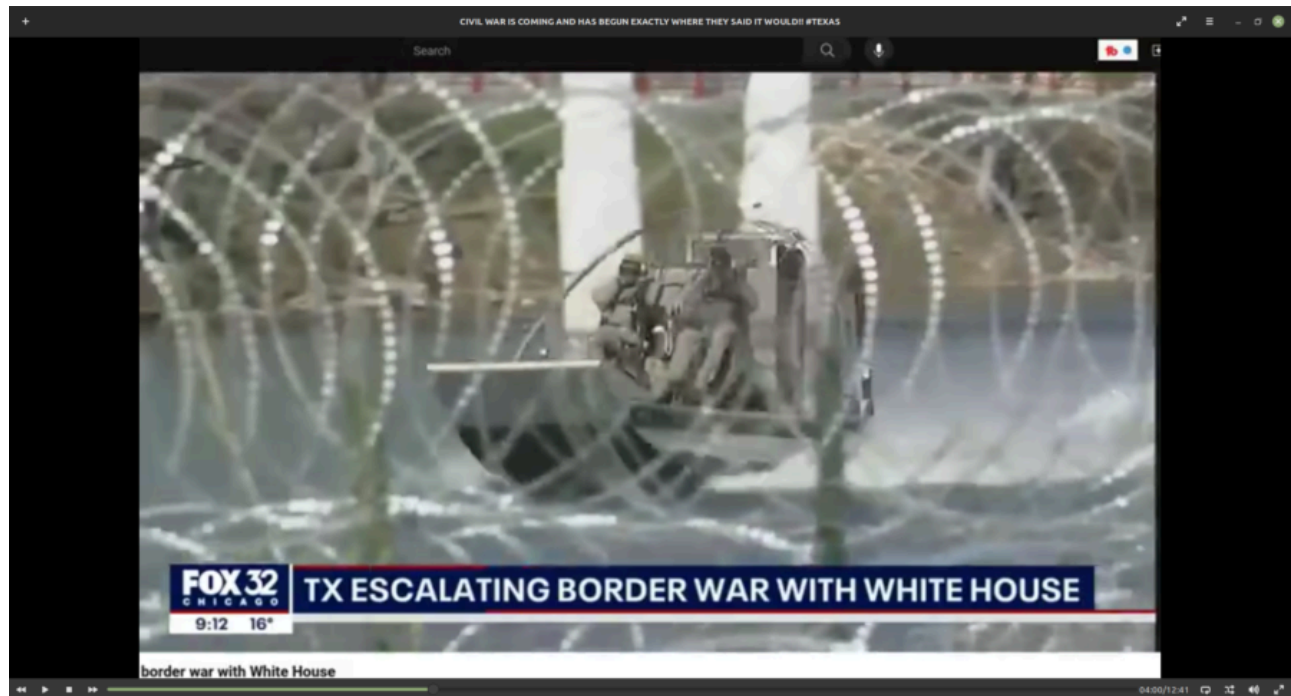 CIVIL WAR IS COMING AND HAS BEGUN EXACTLY WHERE THEY SAID IT WOULD!! #TEXAS
Search
FOX 32
CHICAGO
TX ESCALATING BORDER WAR WITH WHITE HOUSE
9:12 16°
border war with White House
04:00/12:41